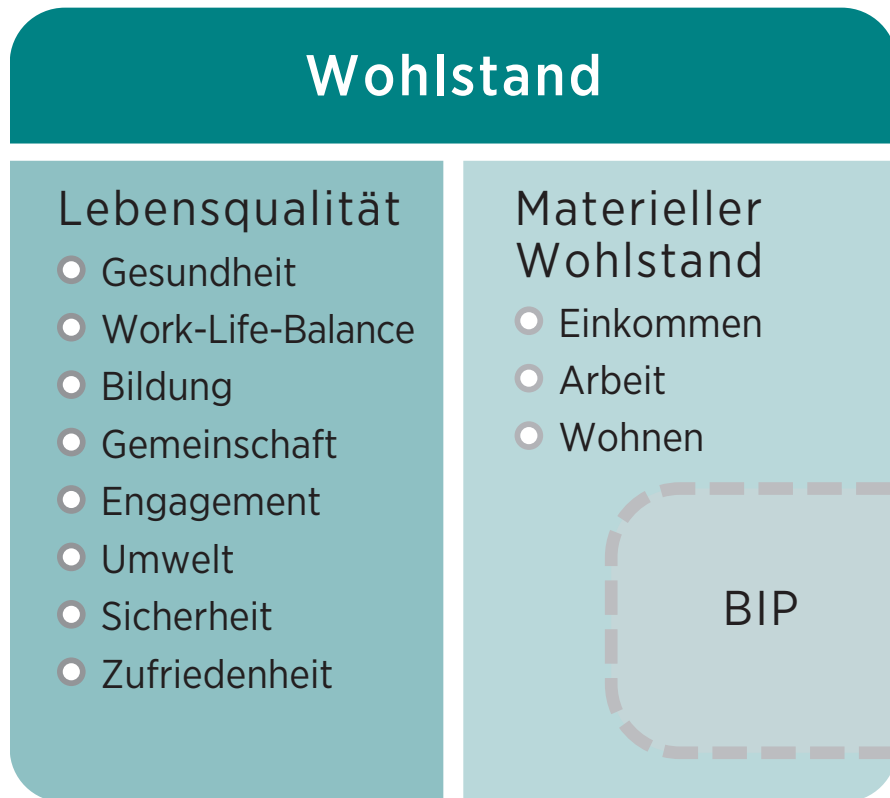 Wohlstand
Lebensqualität
Gesundheit
Work-Life-Balance
Bildung
Gemeinschaft
Engagement
Umwelt
Sicherheit
Zufriedenheit
Materieller
Wohlstand
Einkommen
Arbeit
Wohnen
BIP